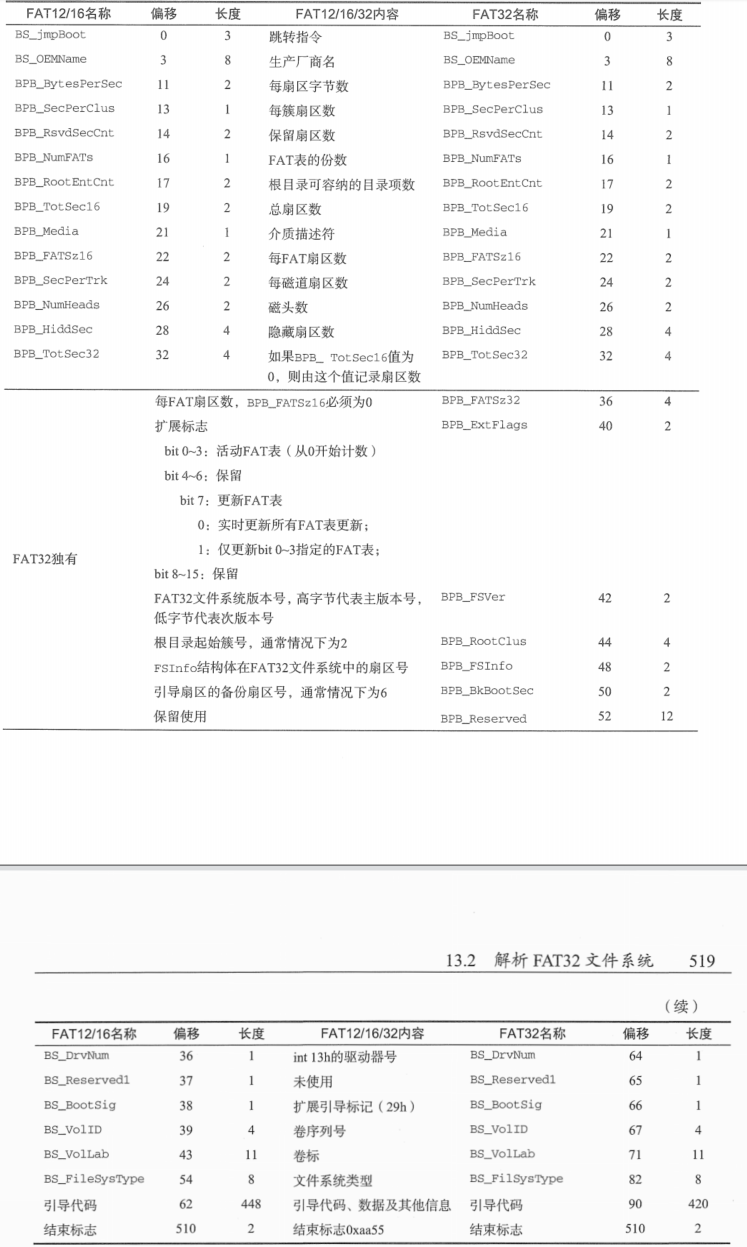 FAT12/16名称 偏移 长度 FAT12/16/32内容 FAT32名称 偏移 长度
BS_jmpBoot 0 3 跳转指令 BS_jmpBoot 0 3
BS_OEMName 3 8 生产厂商名 BS_OEMName 3 8
BPB_BytesPerSec 11 2 每扇区字节数 BPB_BytesPerSec 11 2
BPB_SecPerClus 13 1 每簇扇区数 BPB_SecPerClus 13 1
BPB_RsvdSecCnt 14 2 保留扇区数 BPB_RsvdSecCnt 14 2
BPB_NumFATs 16 1 FAT表的份数 BPB_NumFATs 16 1
BPB_RootEntCnt 17 2 根目录可容纳的目录项数 BPB_RootEntCnt 17 2
BPB_TotSec16 19 2 总扇区数 BPB_TotSec16 19 2
BPB_Media 21 1 介质描述符 BPB_Media 21 1
BPB_FATSz16 22 2 每FAT扇区数 BPB_FATSz16 22 2
BPB_SecPerTrk 24 2 每磁道扇区数 BPB_SecPerTrk 24 2
BPB_NumHeads 26 2 磁头数 BPB_NumHeads 26 2
BPB_HiddSec 28 4 隐藏扇区数 BPB_HiddSec 28 4
BPB_TotSec32 32 4 如果BPB_ TotSec16值为 BPB_TotSec32 32 4
0，则由这个值记录扇区数
每FAT扇区数，BPB_FATSz16必须为0 BPB_FATSz32 36 4
扩展标志 BPB_ExtFlags 40 2
bit 0~3：活动FAT表（从0开始计数）
bit 4~6：保留
bit 7：更新FAT表
0：实时更新所有FAT表更新；
1：仅更新bit 0~3指定的FAT表；
FAT32独有
bit 8~15：保留
FAT32文件系统版本号，高字节代表主版本号， BPB_FSVer 42 2
低字节代表次版本号
根目录起始簇号，通常情况下为2 BPB_RootClus 44 4
FSInfo结构体在FAT32文件系统中的扇区号 BPB_FSInfo 48 2
引导扇区的备份扇区号，通常情况下为6 BPB_BkBootSec 50 2
保留使用 BPB_Reserved 52 12
13.2 解析 FAT32 文件系统 519
（续）
FAT12/16名称 偏移 长度 FAT12/16/32内容 FAT32名称 偏移 长度
BS_DrvNum 36 1 int 13h的驱动器号 BS_DrvNum 64 1
BS_Reserved1 37 1 未使用 BS_Reserved1 65 1
BS_BootSig 38 1 扩展引导标记（29h） BS_BootSig 66 1
BS_VolID 39 4 卷序列号 BS_VolID 67 4
BS_VolLab 43 11 卷标 BS_VolLab 71 11
BS_FileSysType 54 8 文件系统类型 BS_FilSysType 82 8
引导代码 62 448 引导代码、数据及其他信息 引导代码 90 420
结束标志 510 2 结束标志0xaa55 结束标志 510 2